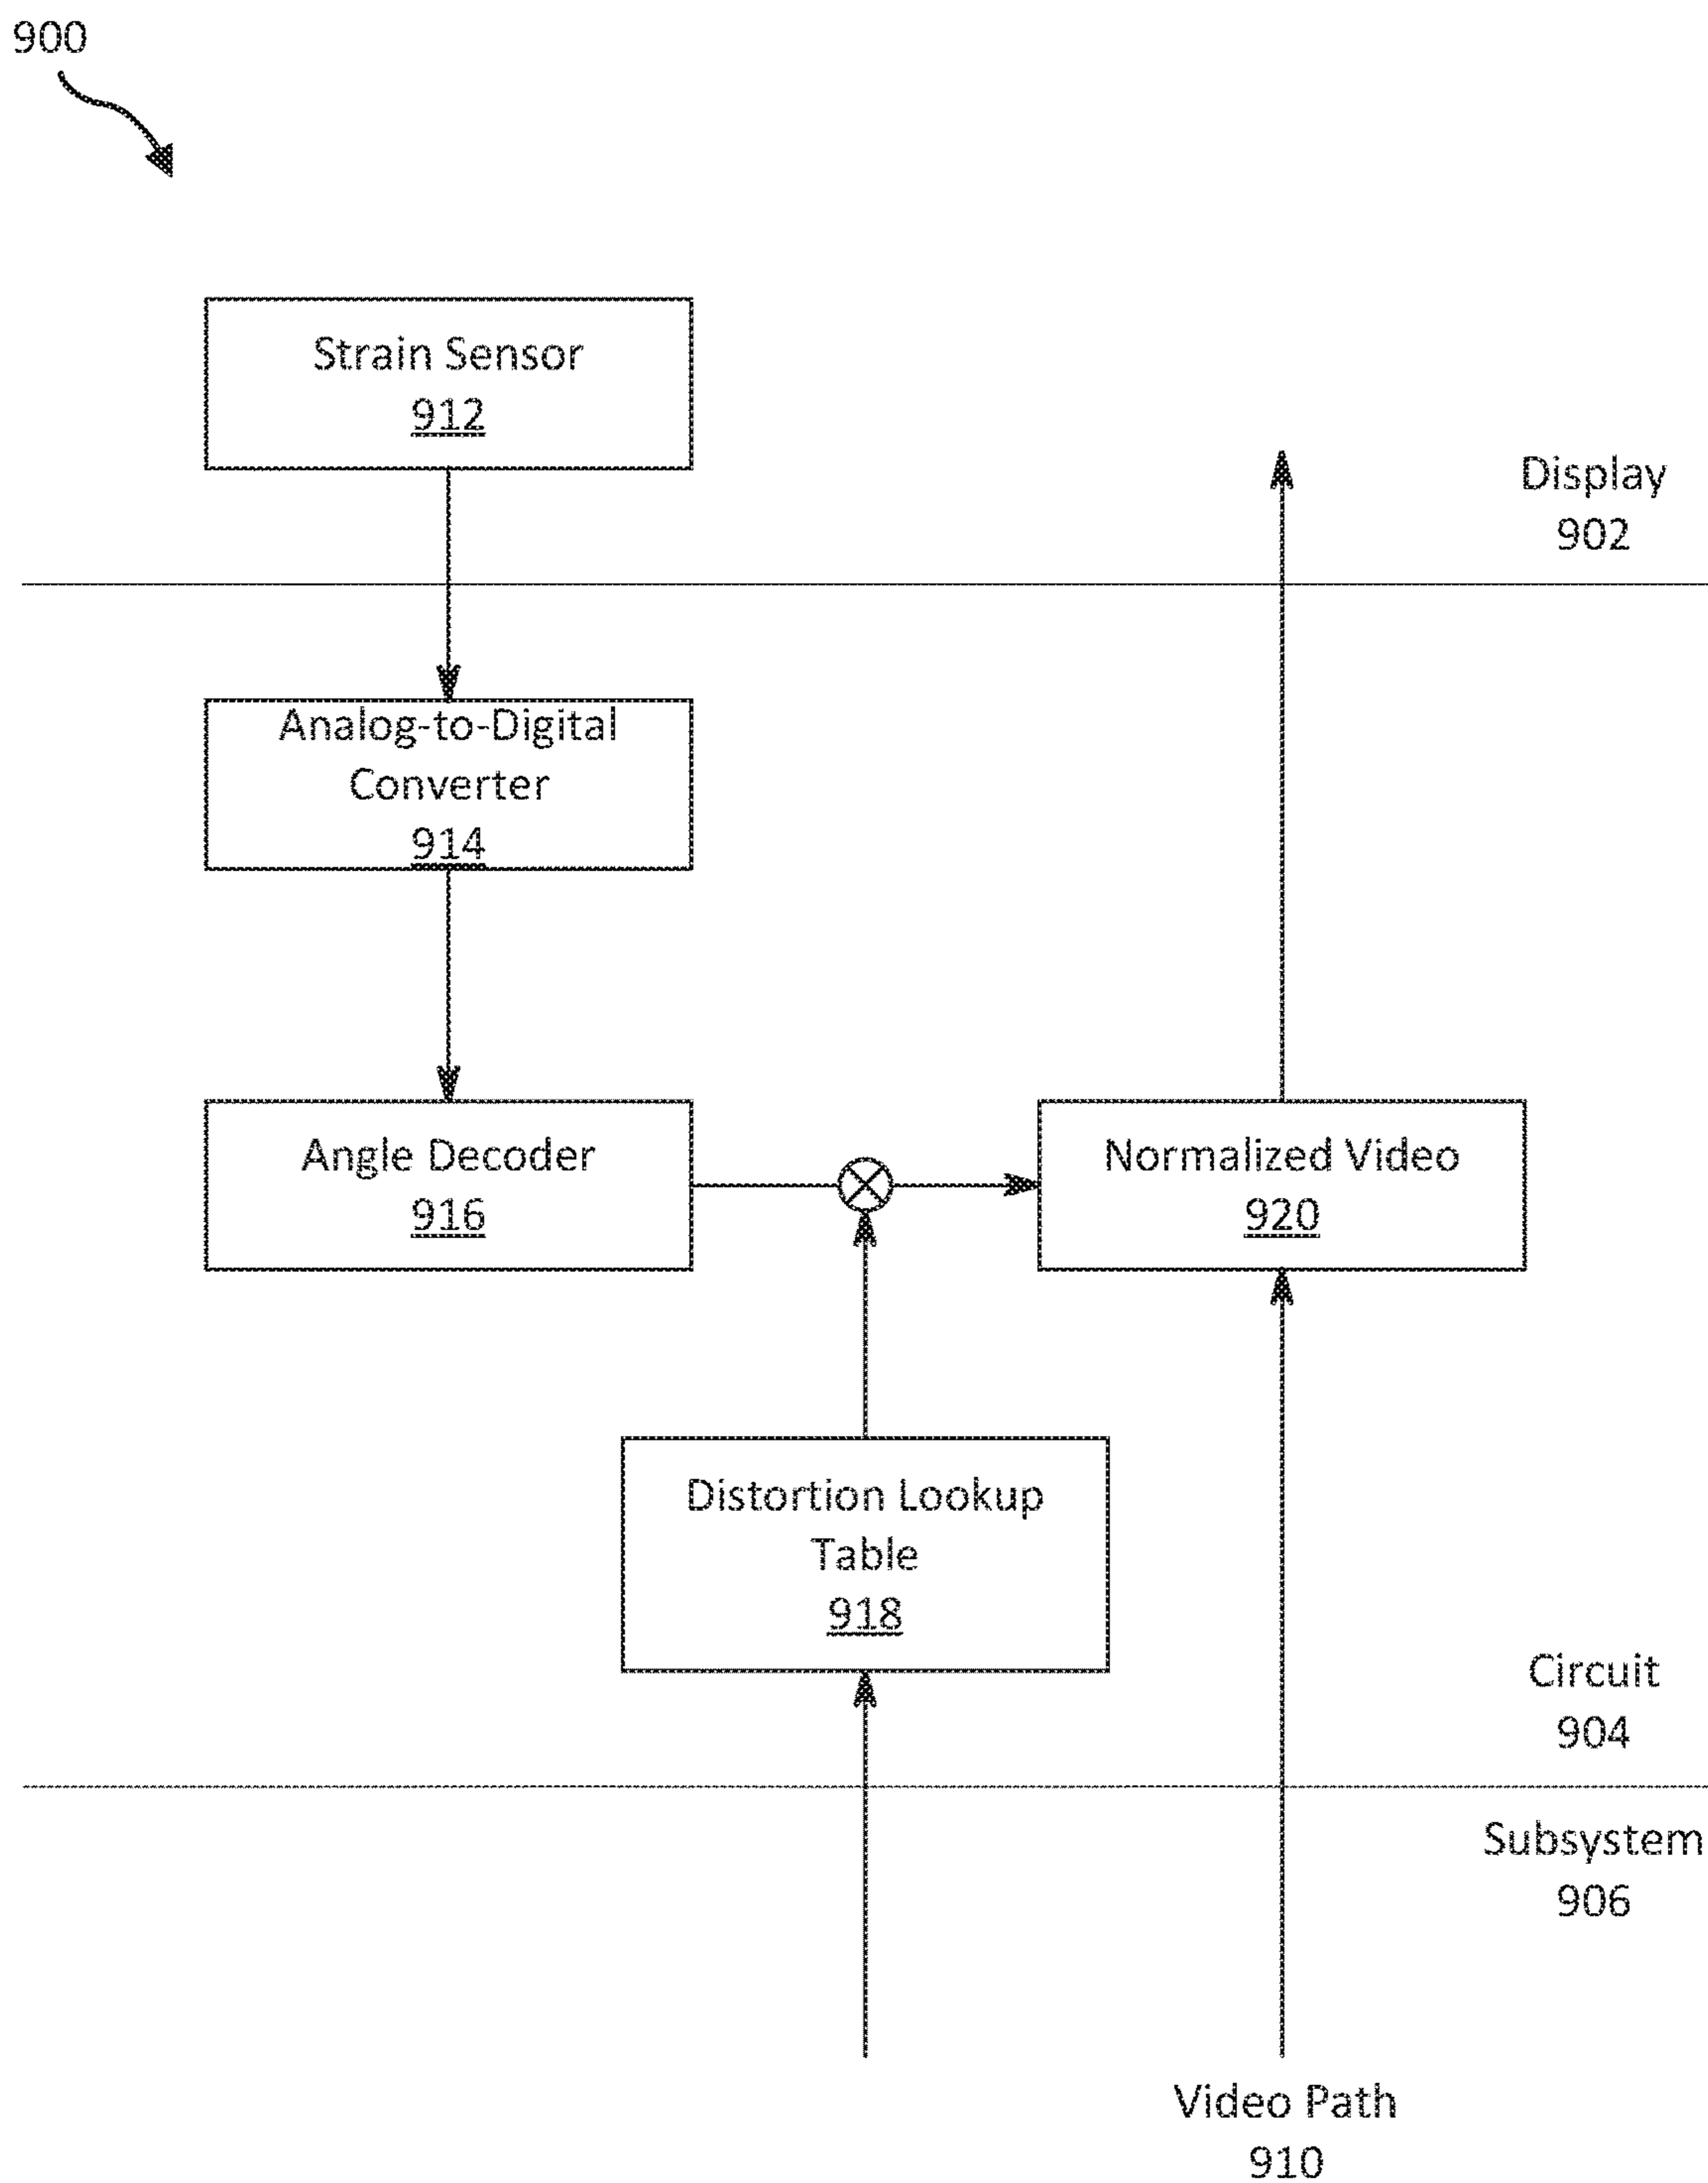 900
Strain Sensor
912
Display
902
Analog-to-Digital
Converter
914
Angle Decoder
916
Normalized Video
920
Distortion Lookup
Table
918
Circuit
904
Subsystem
906
Video Path
910